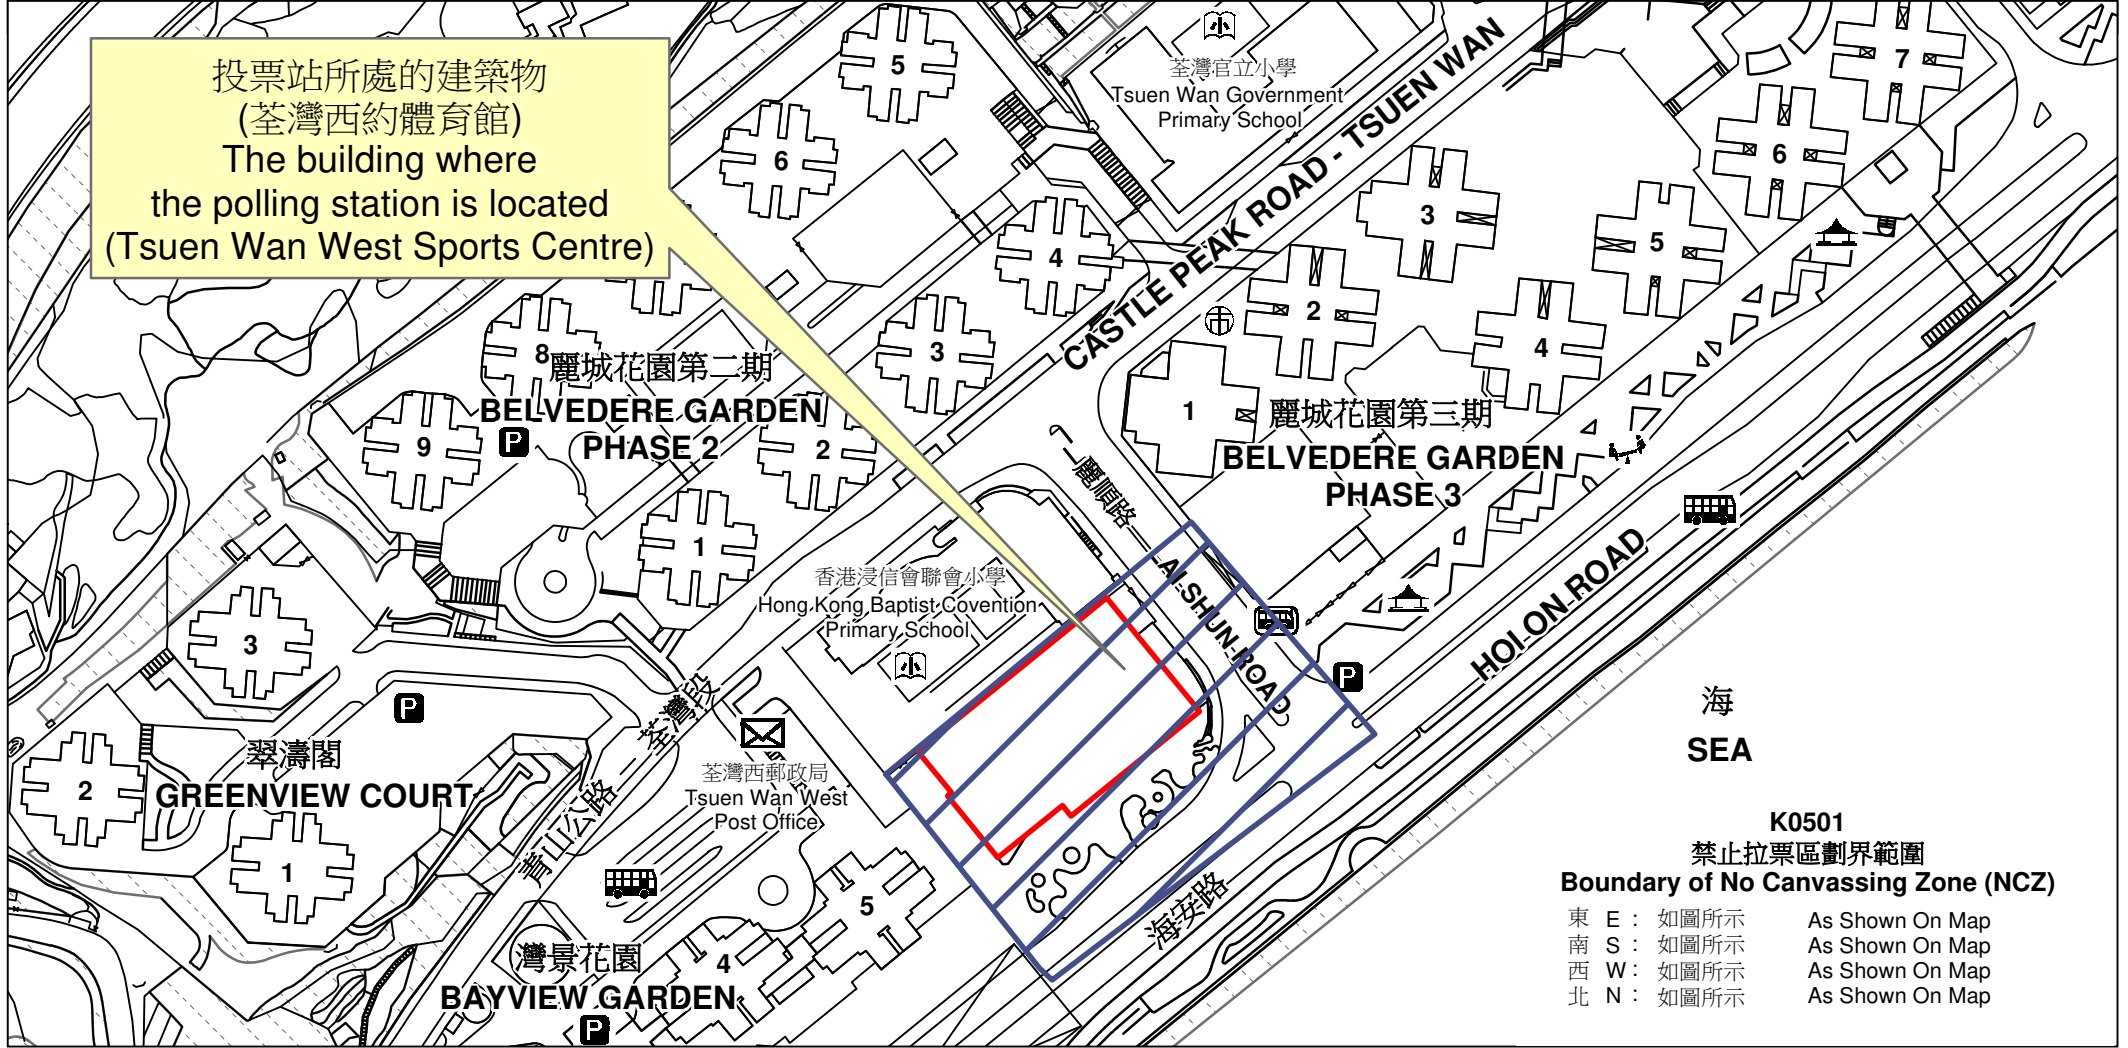 投票站所處的建築物
(荃灣西約體育館)
The building where
the polling station is located
(Tsuen Wan West Sports Centre)
荃灣官立小學
Tsuen Wan Government
Primary School
CASTLE PEAK ROAD - TSUEN WAN
5
6
4
3
8
9
2
1
麗城花園第二期
BELVEDERE GARDEN
PHASE 2
P
7
6
5
3
2
4
1
麗城花園第三期
BELVEDERE GARDEN
PHASE 3
麗順路
LAI SHUN ROAD
香港浸信會聯會小學
Hong Kong Baptist Covention
Primary School
HOI ON ROAD
P
海
SEA
3
2
1
P
翠濤閣
GREENVIEW COURT
青山公路 - 荃灣段
荃灣西郵政局
Tsuen Wan West
Post Office
5
4
灣景花園
BAYVIEW GARDEN
P
海安路
K0501
禁止拉票區劃界範圍
Boundary of No Canvassing Zone (NCZ)
東 E : 如圖所示 As Shown On Map
南 S : 如圖所示 As Shown On Map
西 W : 如圖所示 As Shown On Map
北 N : 如圖所示 As Shown On Map